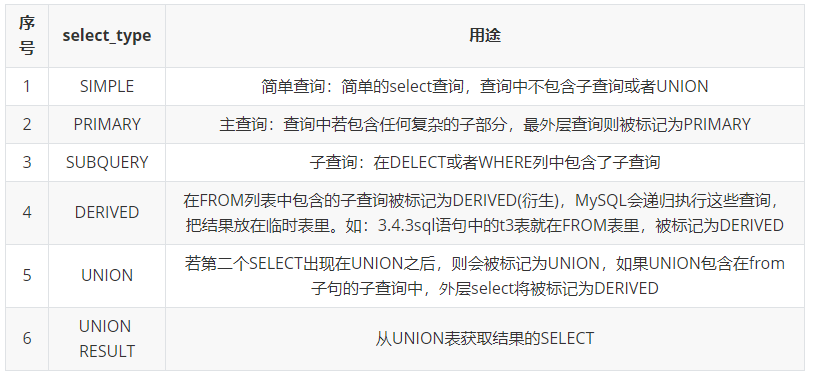 序号 select_type 用途
1 SIMPLE 简单查询：简单的select查询，查询中不包含子查询或者UNION
2 PRIMARY 主查询：查询中若包含任何复杂的子部分，最外层查询则被标记为PRIMARY
3 SUBQUERY 子查询：在DELECT或者WHERE列中包含了子查询
4 DERIVED 在FROM列表中包含的子查询被标记为DERIVED(衍生)，MySQL会递归执行这些查询，
把结果放在临时表里。如：3.4.3sql语句中的t3表就在FROM表里，被标记为DERIVED
5 UNION 若第二个SELECT出现在UNION之后，则会被标记为UNION，如果UNION包含在from
子句的子查询中，外层select将被标记为DERIVED
6 UNION RESULT 从UNION表获取结果的SELECT